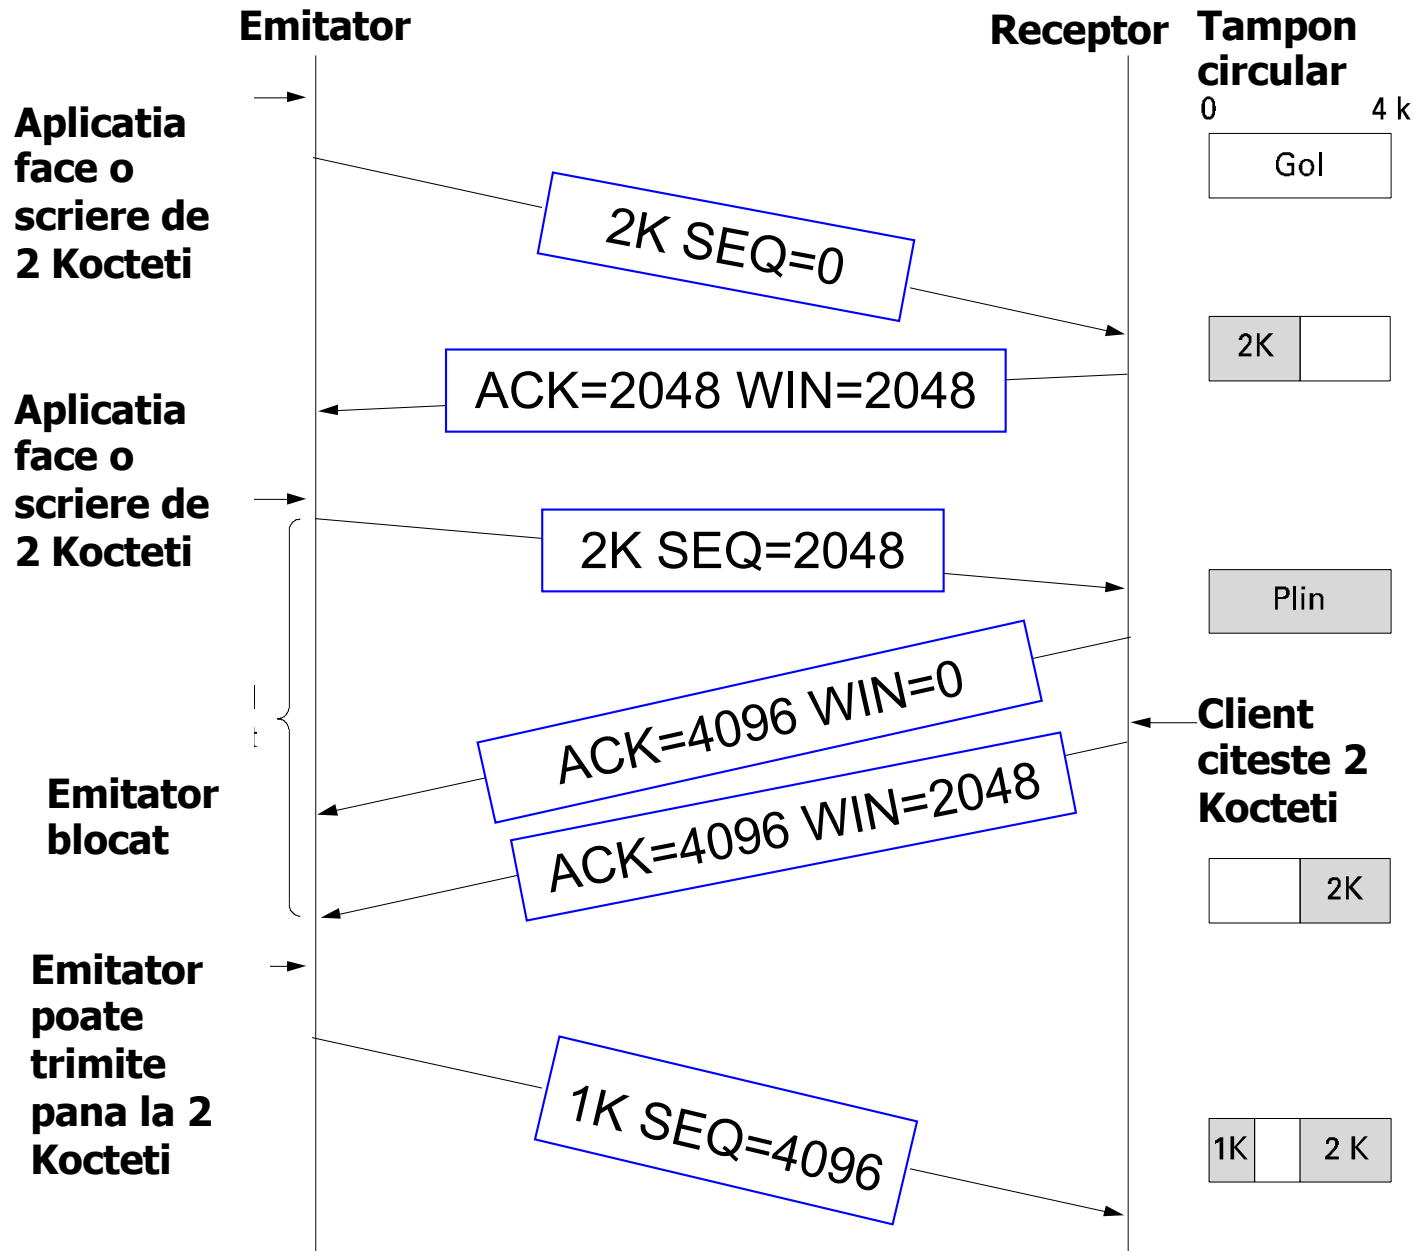 Emitator
Receptor
Tampon
circular
0 4 k
Aplicatia
face o
scriere de
2 Kocteti
Gol
2K SEQ=0
2K
ACK=2048 WIN=2048
Aplicatia
face o
scriere de
2 Kocteti
2K SEQ=2048
Plin
ACK=4096 WIN=0
Client
citeste 2
Kocteti
ACK=4096 WIN=2048
Emitator
blocat
2K
Emitator
poate
trimite
pana la 2
Kocteti
1K SEQ=4096
1K 2 K